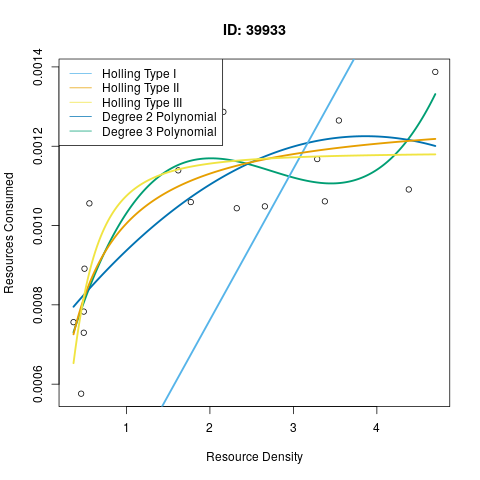 ID: 39933
Holling Type I
Holling Type II
Holling Type III
Degree 2 Polynomial
Degree 3 Polynomial
Resources Consumed
0.0014
0.0012
0.0010
0.0008
0.0006
1 2 3 4
Resource Density